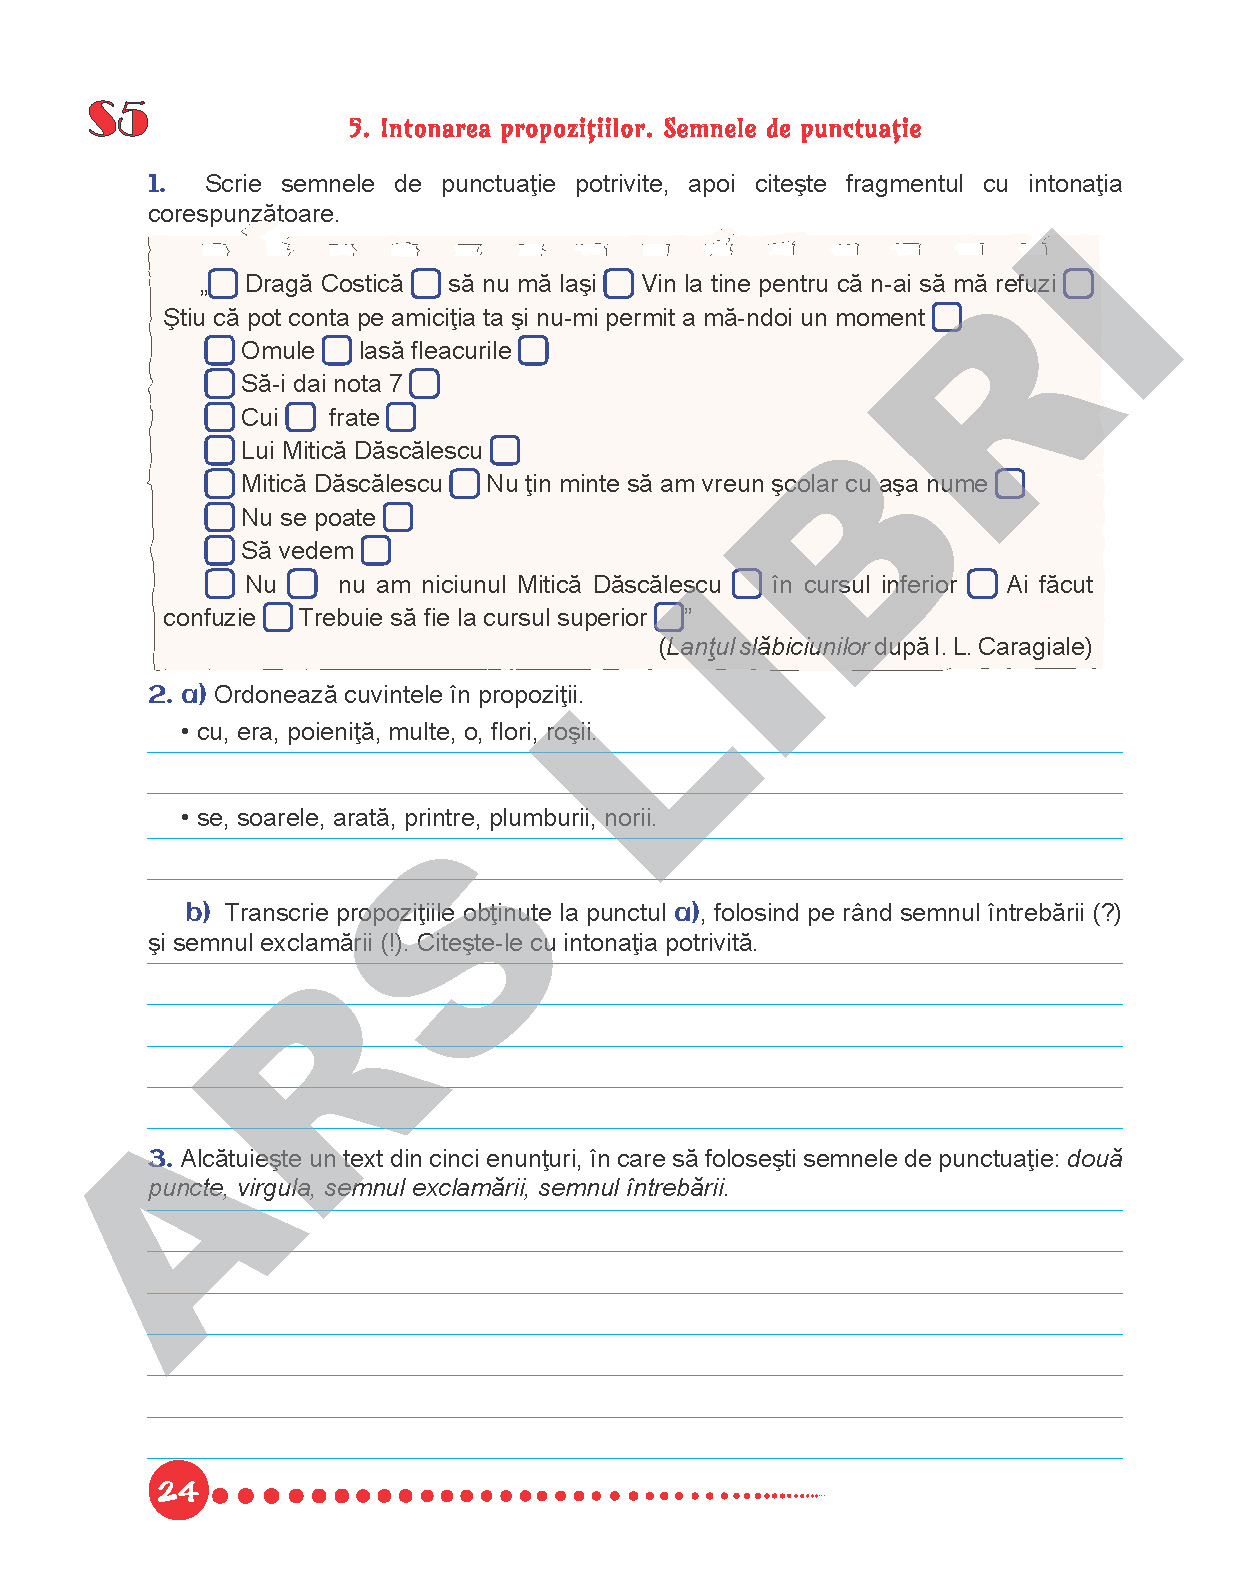 S5
5. Intonarea propoziţiilor. Semnele de punctuaţie
1. Scrie semnele de punctuaţie potrivite, apoi citeşte fragmentul cu intonaţia
corespunzătoare.
„☐ Dragă Costică ☐ să nu mă laşi ☐ Vin la tine pentru că n-ai să mă refuzi ☐
Ştiu că pot conta pe amiciţia ta şi nu-mi permit a mă-ndoi un moment ☐
☐ Omule ☐ lasă fleacurile ☐
☐ Să-i dai nota 7 ☐
☐ Cui ☐ frate ☐
☐ Lui Mitică Dăscălescu ☐
☐ Mitică Dăscălescu ☐ Nu ţin minte să am vreun şcolar cu aşa nume ☐
☐ Nu se poate ☐
☐ Să vedem ☐
☐ Nu ☐ nu am niciunul Mitică Dăscălescu ☐ în cursul inferior ☐ Ai făcut
confuzie ☐ Trebuie să fie la cursul superior ☐”
(Lanţul slăbiciunilor după I. L. Caragiale)
2. a) Ordonează cuvintele în propoziţii.
• cu, era, poieniţă, multe, o, flori, roşii.
• se, soarele, arată, printre, plumburii, norii.
b) Transcrie propoziţiile obţinute la punctul a), folosind pe rând semnul întrebării (?)
şi semnul exclamării (!). Citeşte-le cu intonaţia potrivită.
3. Alcătuieşte un text din cinci enunţuri, în care să foloseşti semnele de punctuaţie: două
puncte, virgula, semnul exclamării, semnul întrebării.
24
ARS LIBRI